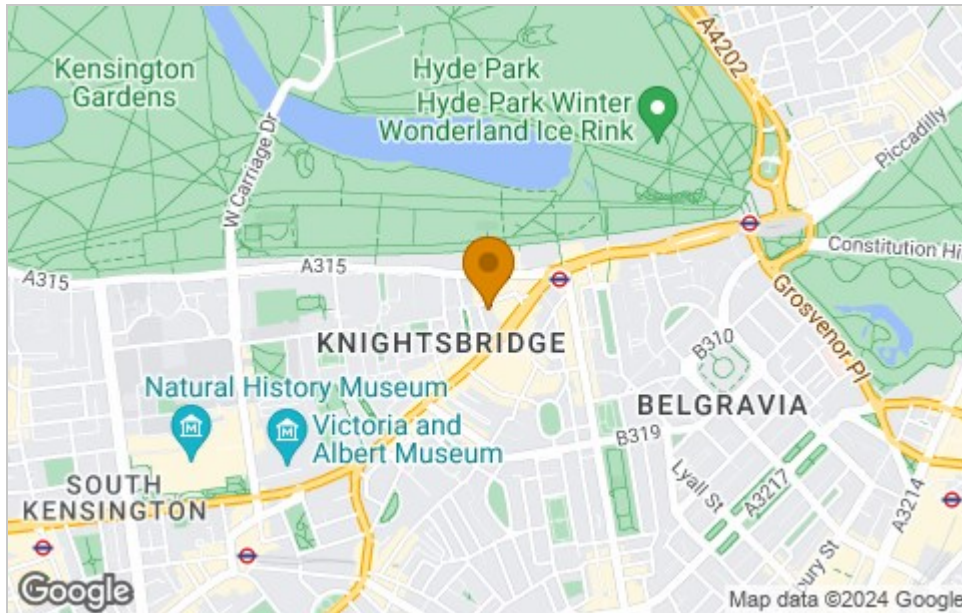 Kensington
Gardens
W Carriage Dr
Hyde Park
Hyde Park Winter
Wonderland Ice Rink
A4202
Piccadilly
Constitution Hi
A315
A315
KNIGHTSBRIDGE
Grosvenor Pl
B310
Natural History Museum
Victoria and
Albert Museum
BELGRAVIA
B319
SOUTH
KENSINGTON
Lyall St
A3217
A3214
ury St
Google
Map data ©2024 Google